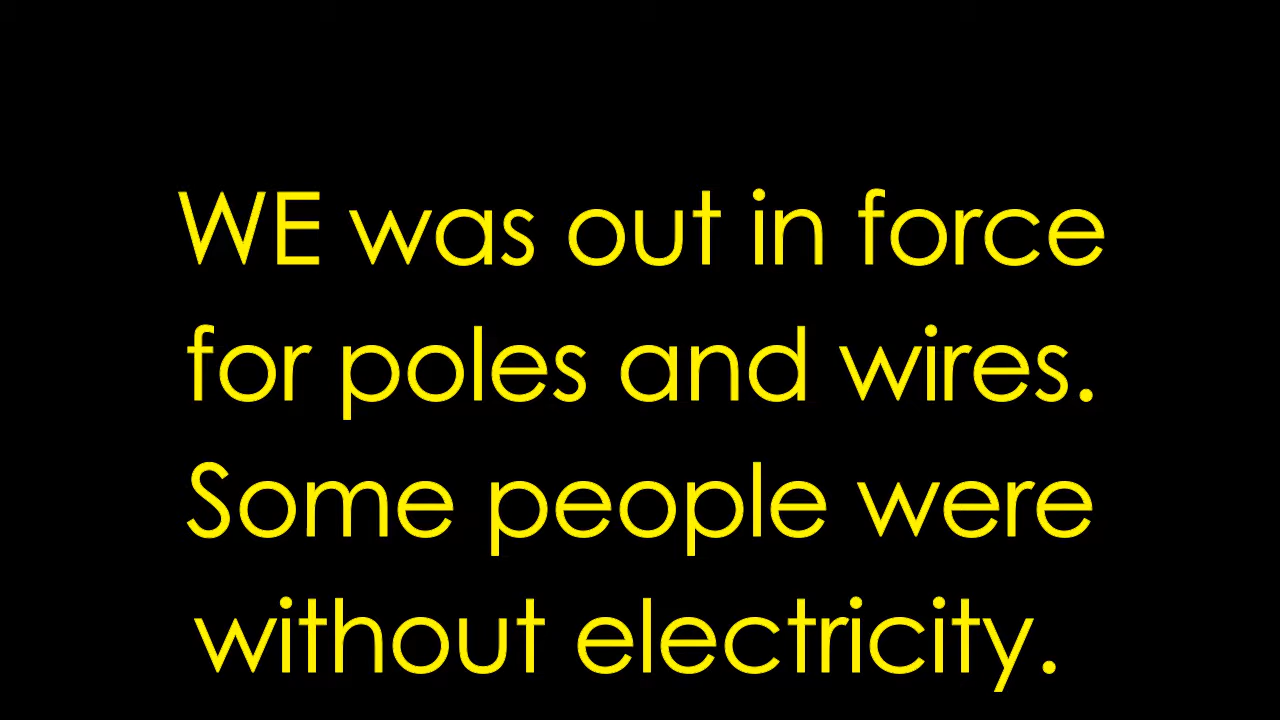 WE was out in force
for poles and wires.
Some people were
without electricity.